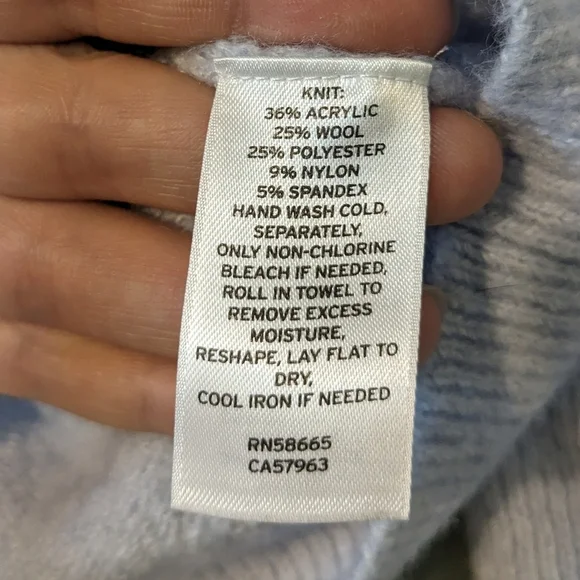 KNIT:
36% ACRYLIC
25% WOOL
25% POLYESTER
9% NYLON
5% SPANDEX
HAND WASH COLD,
SEPARATELY,
ONLY NON-CHLORINE
BLEACH IF NEEDED,
ROLL IN TOWEL TO
REMOVE EXCESS
MOISTURE,
RESHAPE, LAY FLAT TO
DRY,
COOL IRON IF NEEDED
RN58665
CA57963